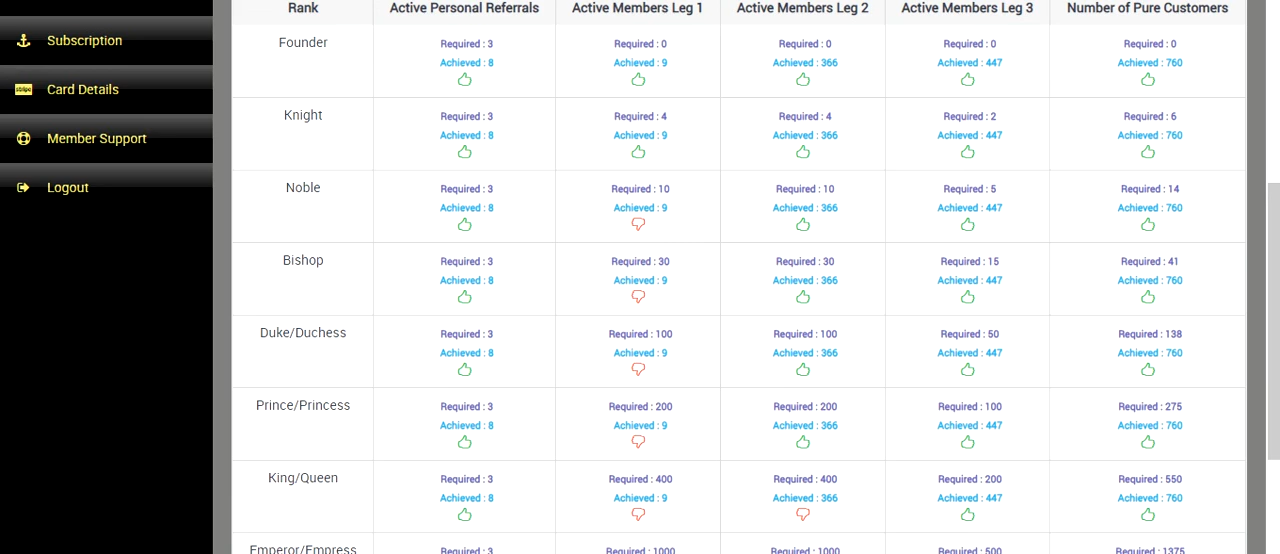 Subscription
Card Details
Member Support
Logout
Rank Active Personal Referrals Active Members Leg 1 Active Members Leg 2 Active Members Leg 3 Number of Pure Customers
Founder
Required : 3 Required : 0 Required : 0 Required : 0 Required : 0
Achieved : 8 Achieved : 9 Achieved : 366 Achieved : 447 Achieved : 760
Knight
Required : 3 Required : 4 Required : 4 Required : 2 Required : 6
Achieved : 8 Achieved : 9 Achieved : 366 Achieved : 447 Achieved : 760
Noble
Required : 3 Required : 10 Required : 10 Required : 5 Required : 14
Achieved : 8 Achieved : 9 Achieved : 366 Achieved : 447 Achieved : 760
Bishop
Required : 3 Required : 30 Required : 30 Required : 15 Required : 41
Achieved : 8 Achieved : 9 Achieved : 366 Achieved : 447 Achieved : 760
Duke/Duchess
Required : 3 Required : 100 Required : 100 Required : 50 Required : 138
Achieved : 8 Achieved : 9 Achieved : 366 Achieved : 447 Achieved : 760
Prince/Princess
Required : 3 Required : 200 Required : 200 Required : 100 Required : 275
Achieved : 8 Achieved : 9 Achieved : 366 Achieved : 447 Achieved : 760
King/Queen
Required : 3 Required : 400 Required : 400 Required : 200 Required : 550
Achieved : 8 Achieved : 9 Achieved : 366 Achieved : 447 Achieved : 760
Emperor/Empress
Required : 3 Required : 1000 Required : 1000 Required : 500 Required : 1375